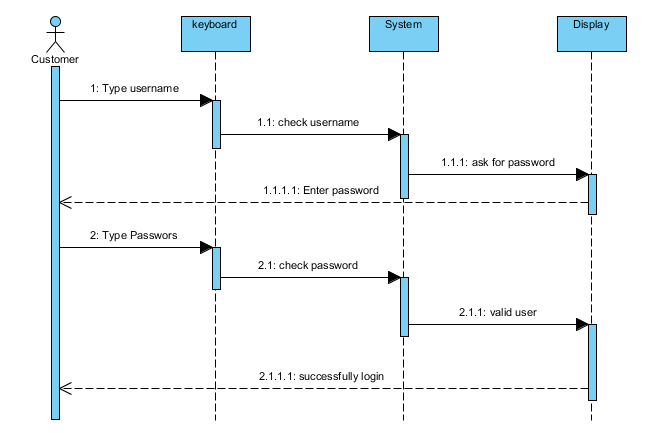 keyboard
System
Display
Customer
1: Type username
1.1: check username
1.1.1: ask for password
1.1.1.1: Enter password
2: Type Passwors
2.1: check password
2.1.1: valid user
2.1.1.1: successfully login